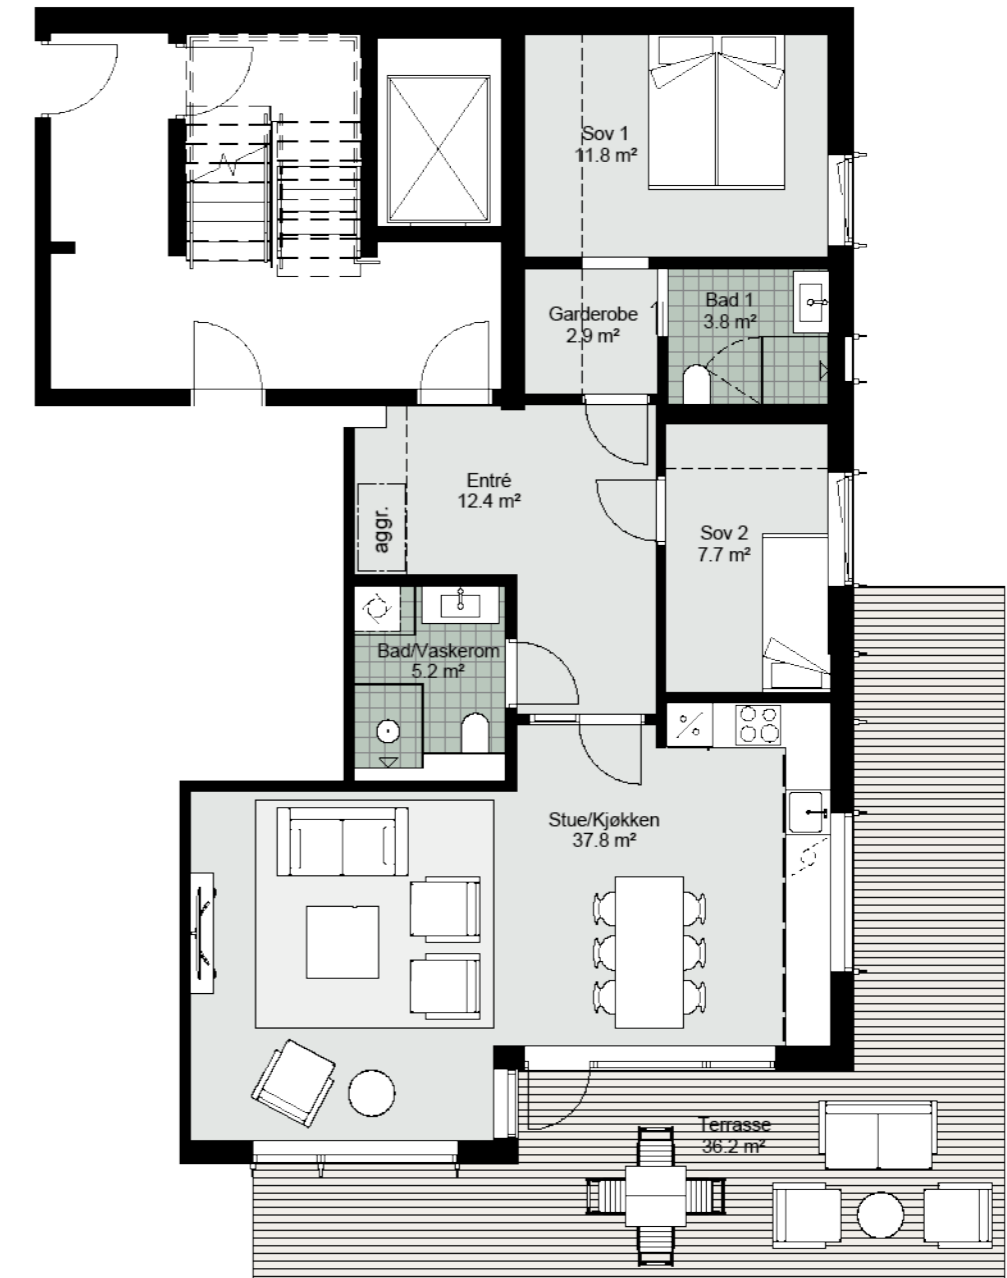 Sov 1
11.8 m²
Garderobe
2.9 m²
Bad 1
3.8 m²
Entré
12.4 m²
aggr.
Sov 2
7.7 m²
Bad/Vaskerom
5.2 m²
Stue/Kjøkken
37.8 m²
Terrasse
36.2 m²